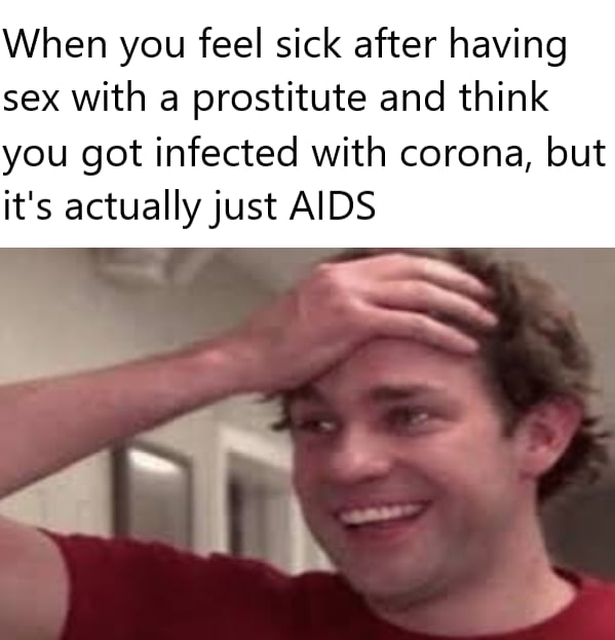 When you feel sick after having
sex with a prostitute and think
you got infected with corona, but
it's actually just AIDS